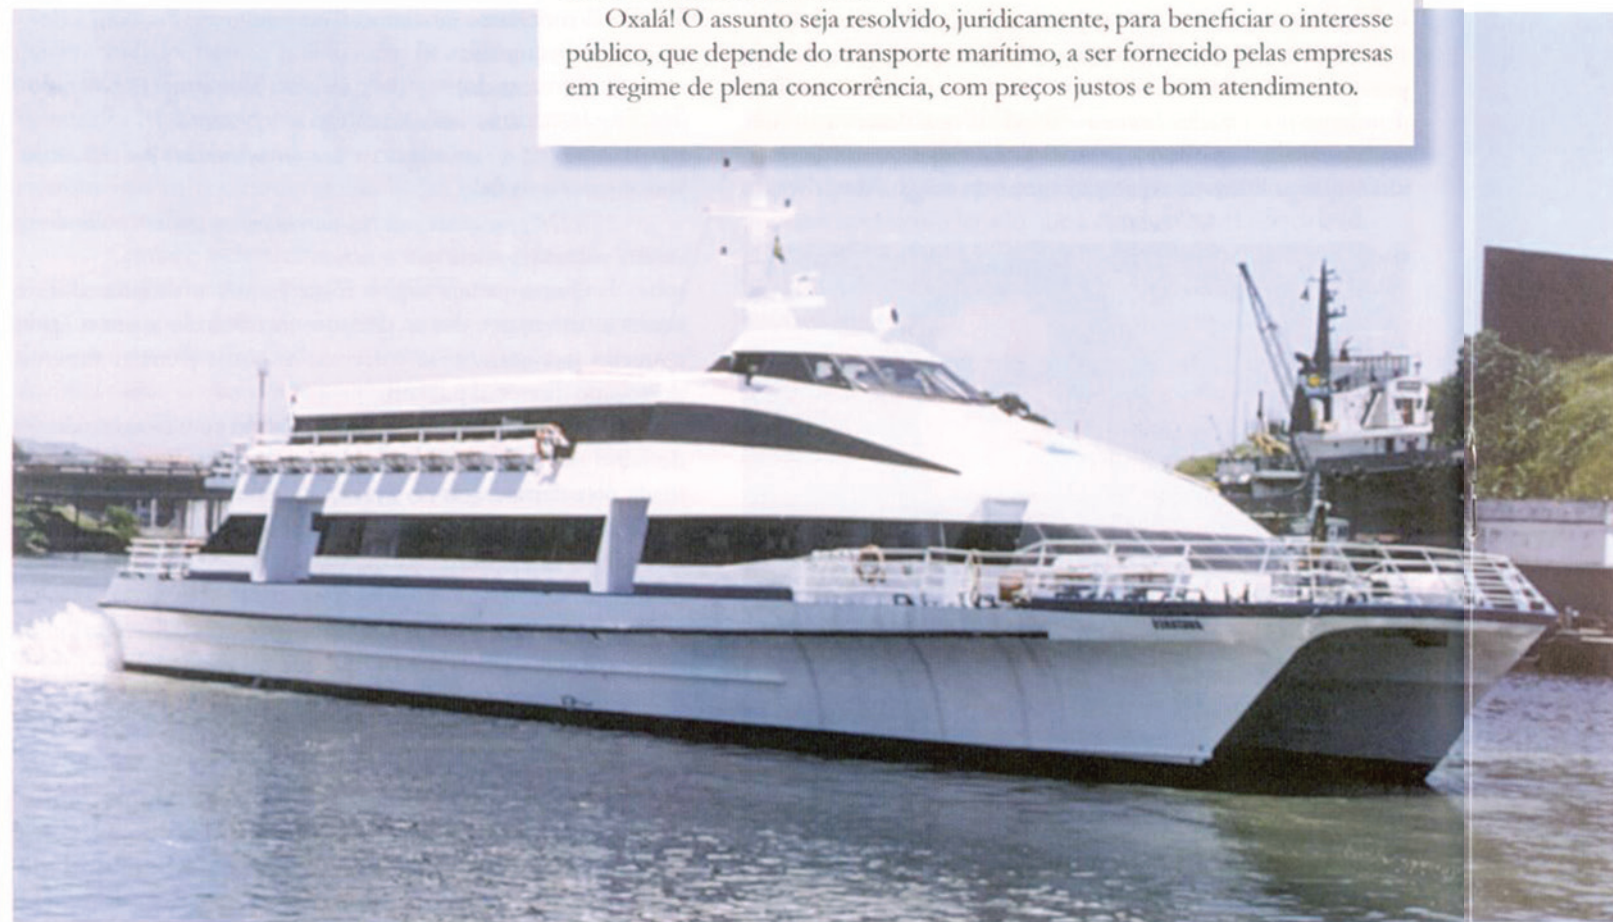 Oxalá! O assunto seja resolvido, juridicamente, para beneficiar o interesse
público, que depende do transporte marítimo, a ser fornecido pelas empresas
em regime de plena concorrência, com preços justos e bom atendimento.